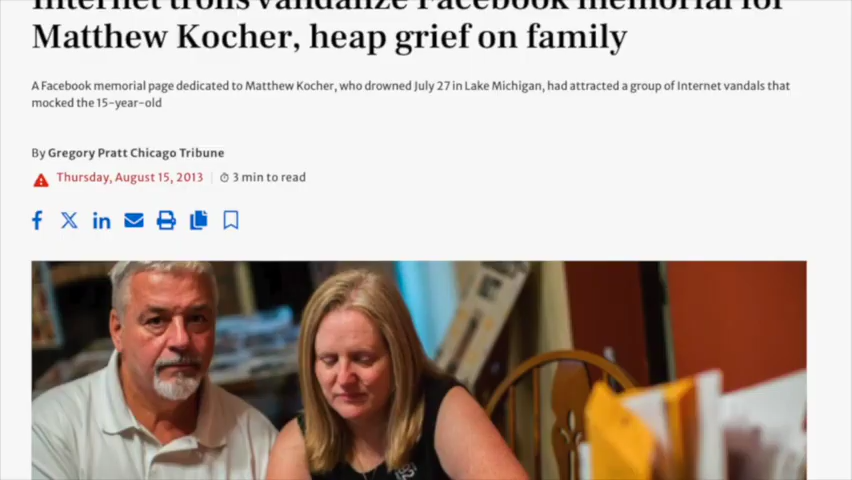 Internet trolls vandalize Facebook memorial for
Matthew Kocher, heap grief on family
A Facebook memorial page dedicated to Matthew Kocher, who drowned July 27 in Lake Michigan, had attracted a group of Internet vandals that
mocked the 15-year-old
By Gregory Pratt Chicago Tribune
Thursday, August 15, 2013 | 3 min to read